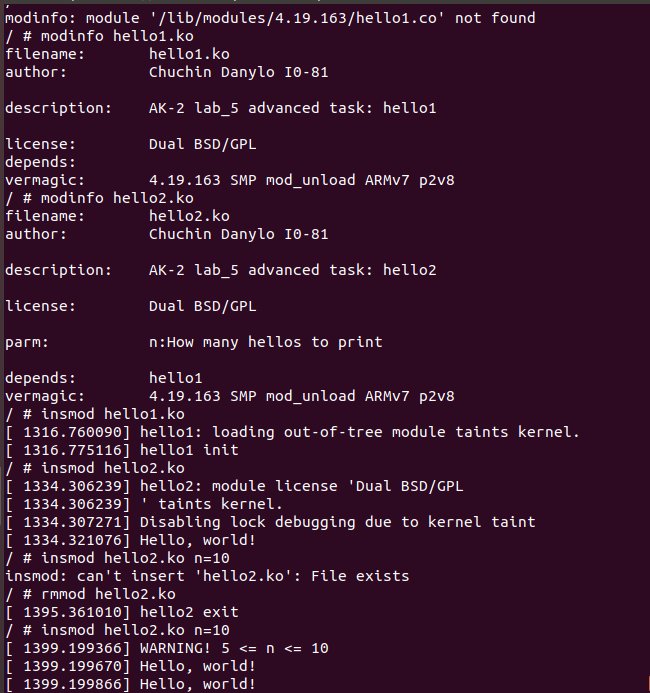 modinfo: module '/lib/modules/4.19.163/hello1.co' not found
/ # modinfo hello1.ko
filename:       hello1.ko
author:         Chuchin Danylo I0-81
description:    AK-2 lab_5 advanced task: hello1
license:        Dual BSD/GPL
depends:
vermagic:       4.19.163 SMP mod_unload ARMv7 p2v8
/ # modinfo hello2.ko
filename:       hello2.ko
author:         Chuchin Danylo I0-81
description:    AK-2 lab_5 advanced task: hello2
license:        Dual BSD/GPL
parm:           n:How many hellos to print
depends:        hello1
vermagic:       4.19.163 SMP mod_unload ARMv7 p2v8
/ # insmod hello1.ko
[ 1316.760090] hello1: loading out-of-tree module taints kernel.
[ 1316.775116] hello1 init
/ # insmod hello2.ko
[ 1334.306239] hello2: module license 'Dual BSD/GPL
[ 1334.306239] ' taints kernel.
[ 1334.307271] Disabling lock debugging due to kernel taint
[ 1334.321076] Hello, world!
/ # insmod hello2.ko n=10
insmod: can't insert 'hello2.ko': File exists
/ # rmmod hello2.ko
[ 1395.361010] hello2 exit
/ # insmod hello2.ko n=10
[ 1399.199366] WARNING! 5 <= n <= 10
[ 1399.199670] Hello, world!
[ 1399.199866] Hello, world!